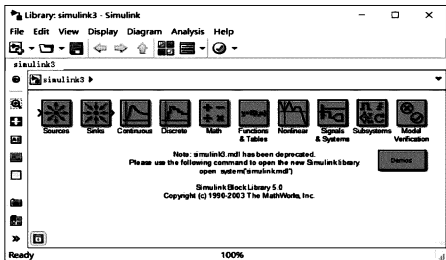 Library: simulink3 - Simulink
File Edit View Display Diagram Analysis Help
simulink3
simulink3
Sources Sinks Continuous Discrete Math Functions & Tables Nonlinear Signals & Systems Subsystems Model Verification
Note: simulink3.mdl has been deprecated.
Please use the following command to open the new Simulink library
open_system('simulink.mdl')
Demos
Simulink Block Library 5.0
Copyright (c) 1990-2003 The MathWorks, Inc.
Ready 100%